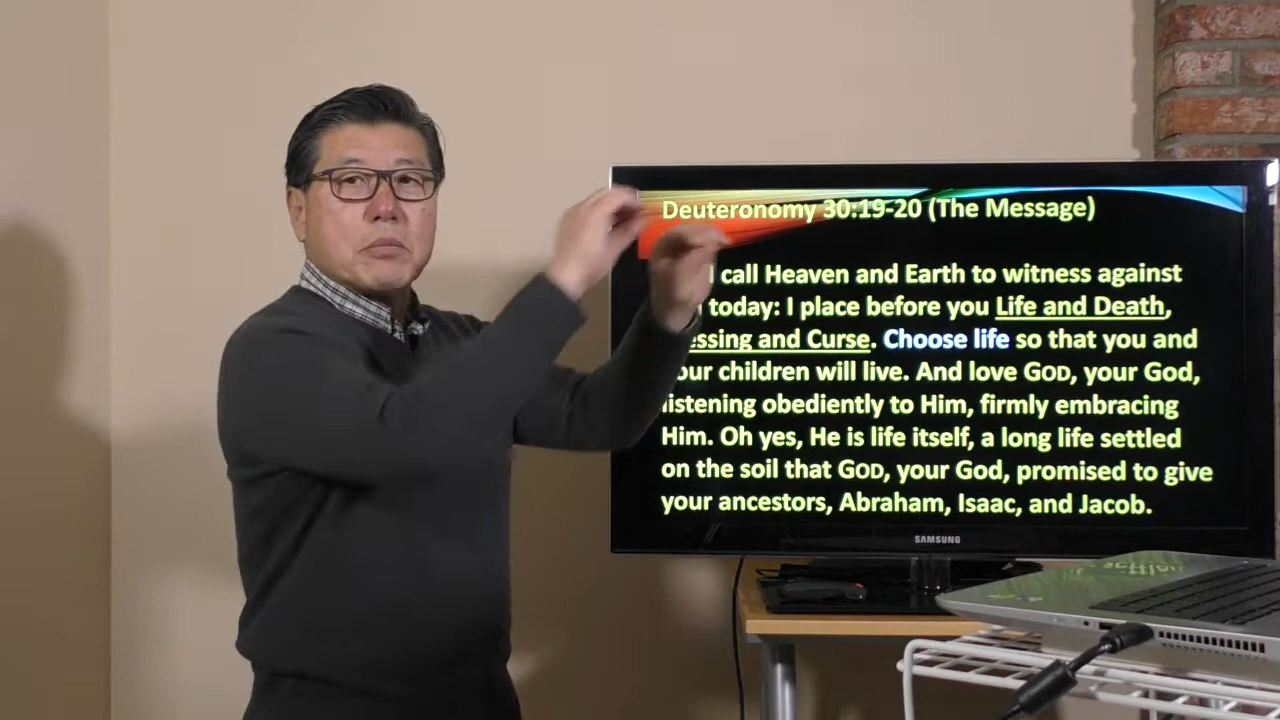 Deuteronomy 30:19-20 (The Message)
I call Heaven and Earth to witness against
today: I place before you Life and Death,
and Curse. Choose life so that you and
children will live. And love GOD, your God,
listening obediently to Him, firmly embracing
Him. Oh yes, He is life itself, a long life settled
on the soil that GOD, your God, promised to give
your ancestors, Abraham, Isaac, and Jacob.
SAMSUNG